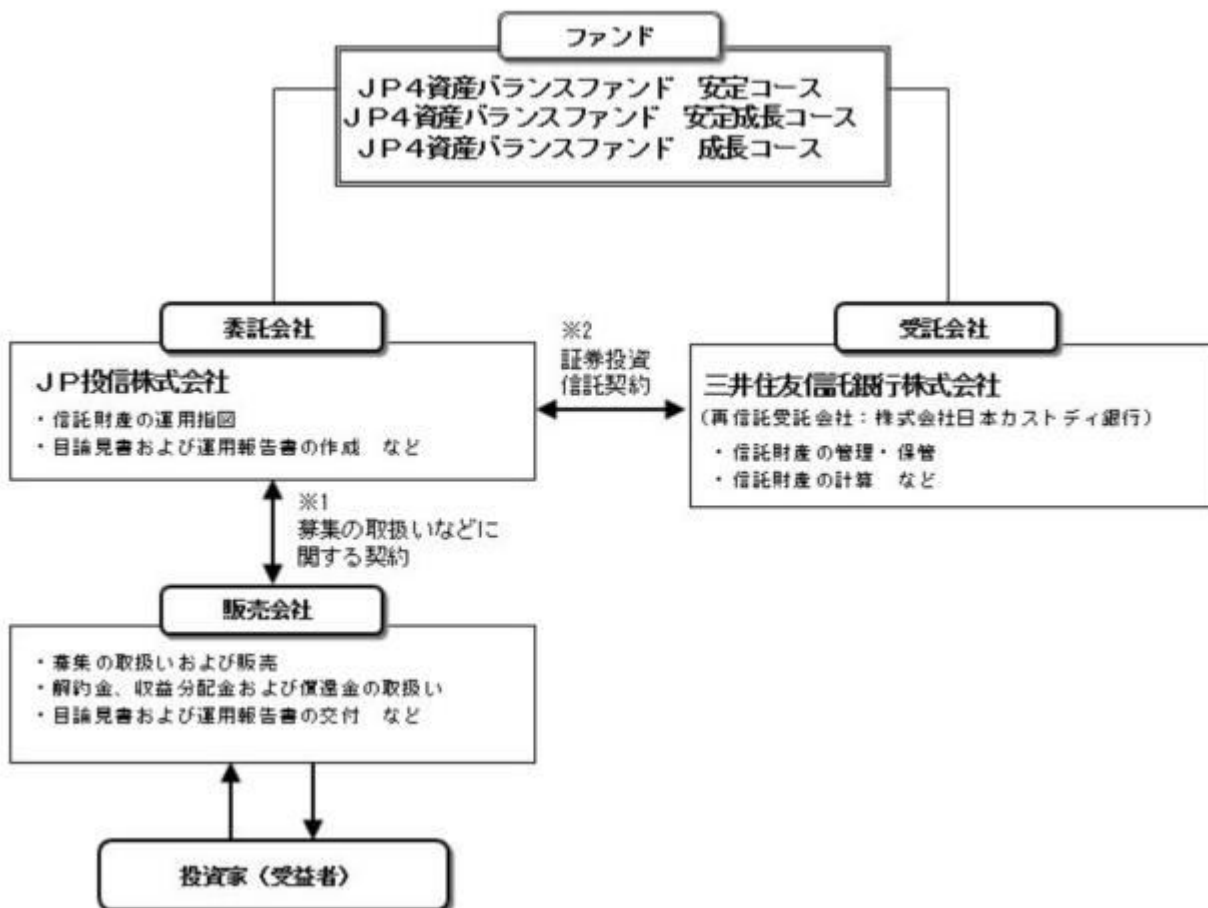 ファンド
JP4資産バランスファンド 安定コース
JP4資産バランスファンド 安定成長コース
JP4資産バランスファンド 成長コース
委託会社
JP投信株式会社
・信託財産の運用指図
・目論見書および運用報告書の作成 など
※2
証券投資
信託契約
受託会社
三井住友信託銀行株式会社
(再信託受託会社:株式会社日本カストディ銀行)
・信託財産の管理・保管
・信託財産の計算 など
※1
募集の取扱いなどに
関する契約
販売会社
・募集の取扱いおよび販売
・解約金、収益分配金および償還金の取扱い
・目論見書および運用報告書の交付 など
投資家(受益者)